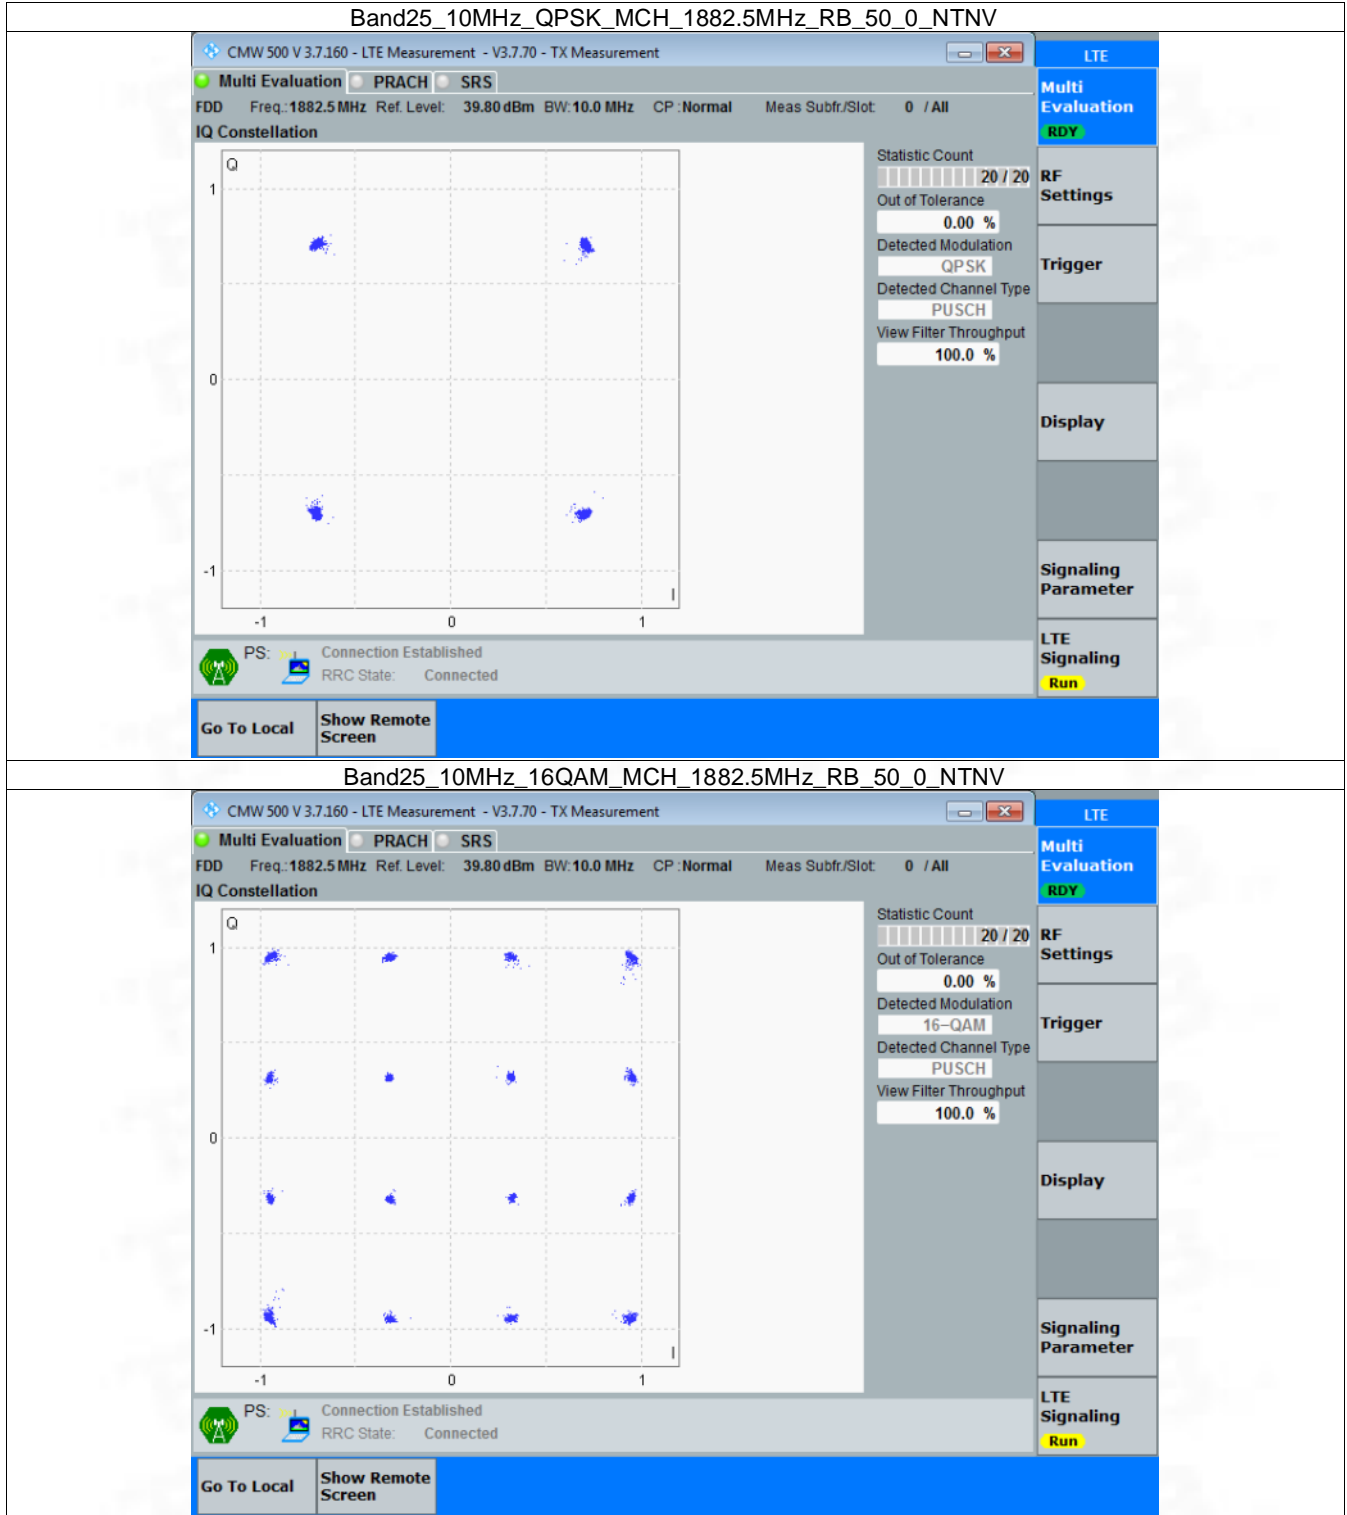 Band25_10MHz_QPSK_MCH_1882.5MHz_RB_50_0_NTNV
CMW 500 V 3.7.160 - LTE Measurement - V3.7.70 - TX Measurement
LTE
Multi Evaluation PRACH SRS
Multi
Evaluation
RDY
FDD Freq.:1882.5 MHz Ref. Level: 39.80 dBm BW:10.0 MHz CP :Normal Meas Subfr./Slot: 0 / All
IQ Constellation
Q
1
0
-1
-1
0
1
I
Statistic Count
20 / 20
Out of Tolerance
0.00 %
Detected Modulation
QPSK
Detected Channel Type
PUSCH
View Filter Throughput
100.0 %
RF
Settings
Trigger
Display
Signaling
Parameter
LTE
Signaling
Run
PS: Connection Established
RRC State: Connected
Go To Local
Show Remote
Screen
Band25_10MHz_16QAM_MCH_1882.5MHz_RB_50_0_NTNV
CMW 500 V 3.7.160 - LTE Measurement - V3.7.70 - TX Measurement
LTE
Multi Evaluation PRACH SRS
Multi
Evaluation
RDY
FDD Freq.:1882.5 MHz Ref. Level: 39.80 dBm BW:10.0 MHz CP :Normal Meas Subfr./Slot: 0 / All
IQ Constellation
Q
1
0
-1
-1
0
1
I
Statistic Count
20 / 20
Out of Tolerance
0.00 %
Detected Modulation
16-QAM
Detected Channel Type
PUSCH
View Filter Throughput
100.0 %
RF
Settings
Trigger
Display
Signaling
Parameter
LTE
Signaling
Run
PS: Connection Established
RRC State: Connected
Go To Local
Show Remote
Screen